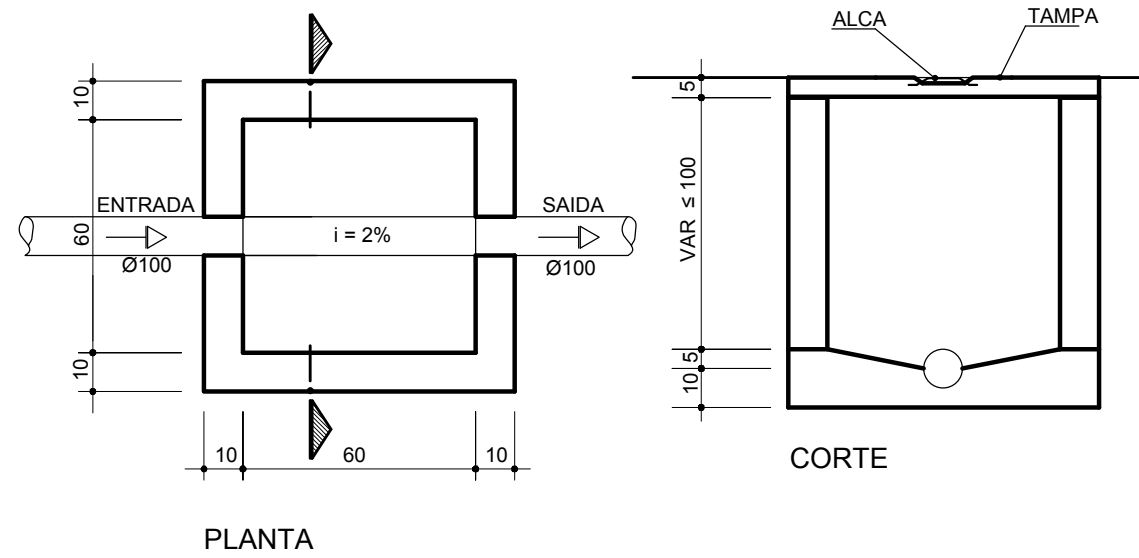 ALCA
TAMPA
10
5
ENTRADA
SAIDA
60
i = 2%
VAR ≤ 100
Ø100
Ø100
10
5
10
10
60
10
CORTE
PLANTA